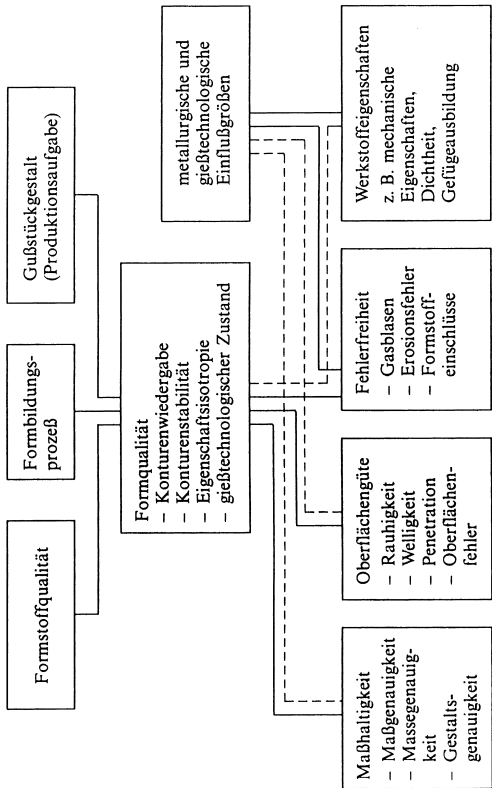 Formstoffqualität
Formbildungs-
prozeß
Gußstückgestalt
(Produktionsaufgabe)
Formqualität
– Konturenwiedergabe
– Konturenstabilität
– Eigenschaftsisotropie
– gießtechnologischer Zustand
metallurgische und
gießtechnologische
Einflußgrößen
Maßhaltigkeit
– Maßgenauigkeit
– Massegenauig-
keit
– Gestalts-
genauigkeit
Oberflächengüte
– Rauhigkeit
– Welligkeit
– Penetration
– Oberflächen-
fehler
Fehlerfreiheit
– Gasblasen
– Erosionsfehler
– Formstoff-
einschlüsse
Werkstoffeigenschaften
z. B. mechanische
Eigenschaften,
Dichtheit,
Gefügeausbildung